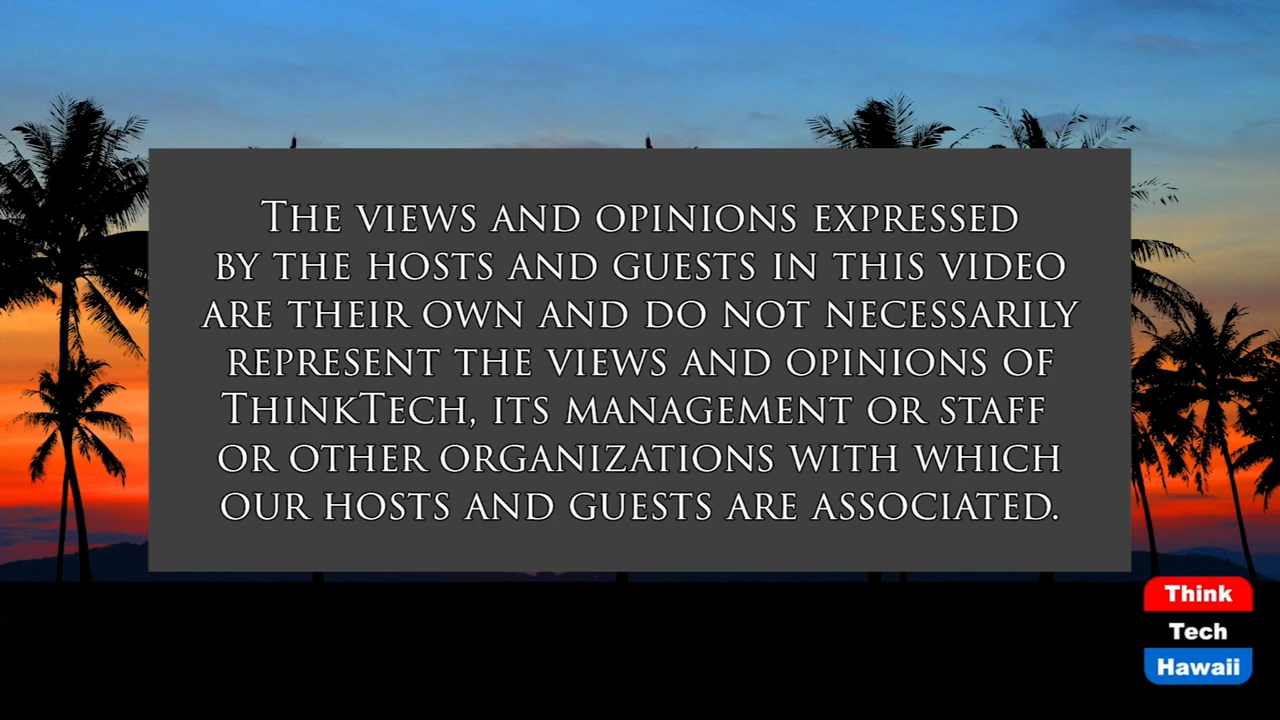 The views and opinions expressed
by the hosts and guests in this video
are their own and do not necessarily
represent the views and opinions of
ThinkTech, its management or staff
or other organizations with which
our hosts and guests are associated.
Think
Tech
Hawaii